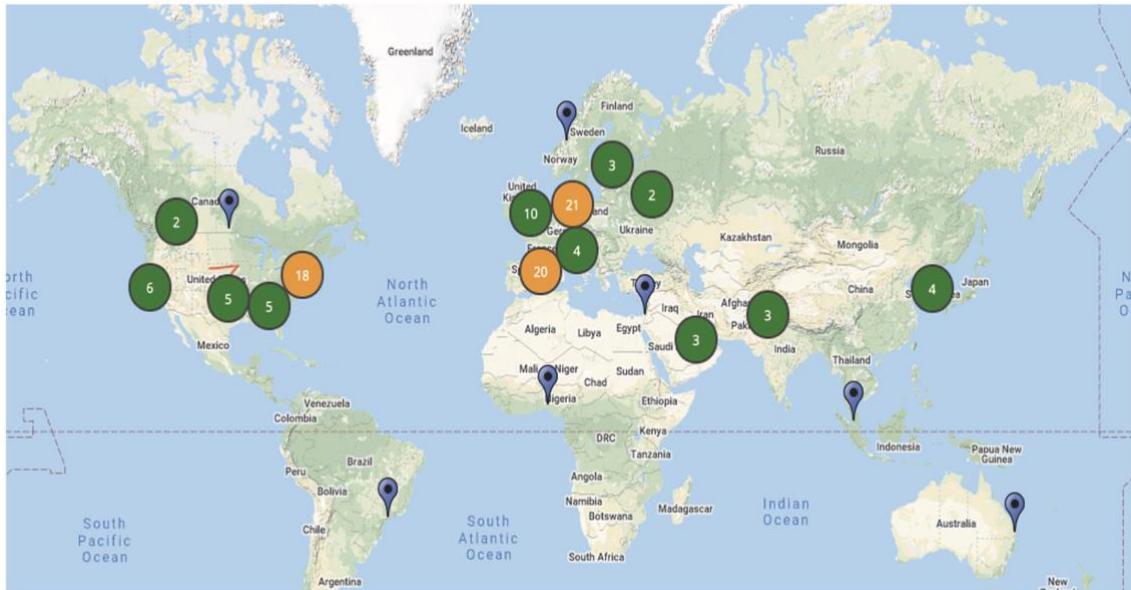 Greenland
Iceland
Finland
Sweden
Russia
Norway
3
United
2
Canad
21
10
land
2
Ukraine
4
Kazakhstan
Mongolia
North
Atlantic
Ocean
18
20
6
United
5
5
4
Japan
China
Iraq
Iran
Afghan
3
Pak
Algeria
Libya
Egypt
Saudi
3
India
Mexico
Thailand
Mali
Niger
Chad
Sudan
Nigeria
Ethiopia
Venezuela
Colombia
DRC
Kenya
Tanzania
Indonesia
Papua New
Guinea
Peru
Brazil
Bolivia
Angola
Namibia
Botswana
Madagascar
Indian
Ocean
Australia
South
Pacific
Ocean
Chile
South
Atlantic
Ocean
South Africa
Argentina
New